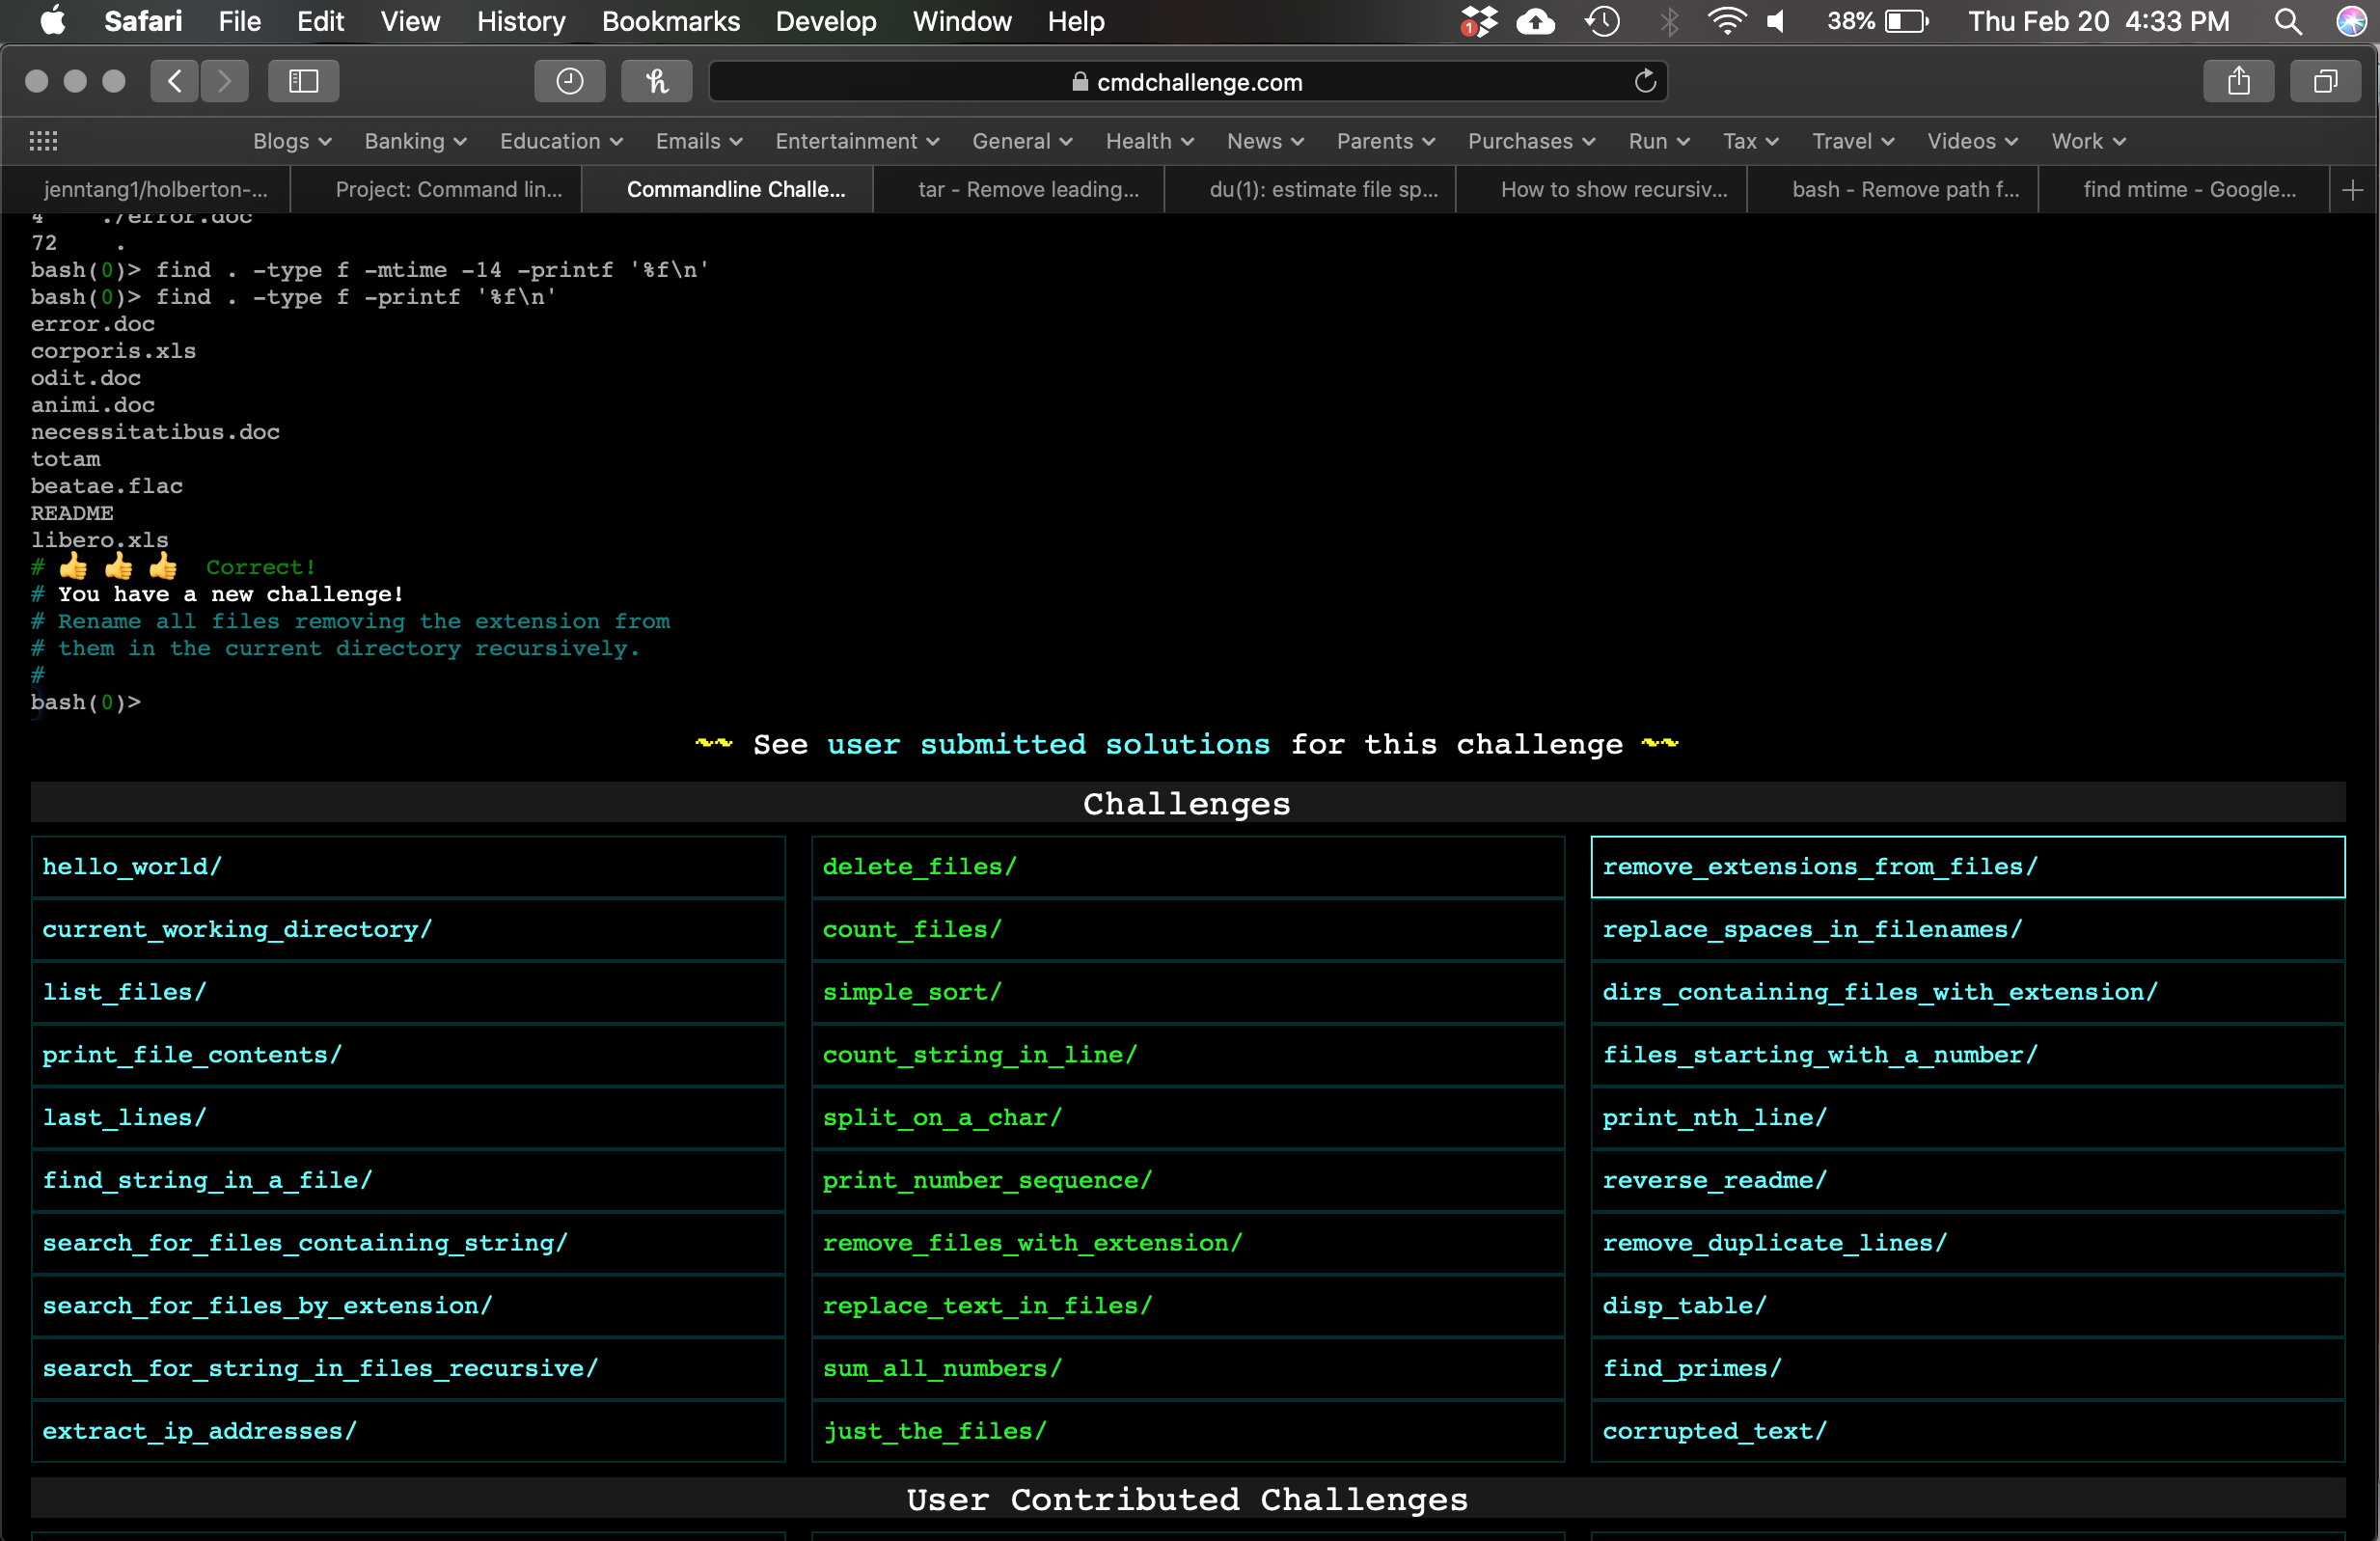 Safari File Edit View History Bookmarks Develop Window Help 1 38% Thu Feb 20 4:33 PM
cmdchallenge.com
Blogs Banking Education Emails Entertainment General Health News Parents Purchases Run Tax Travel Videos Work
jenntang1/holberton-... Project: Command lin... Commandline Challe... tar - Remove leading... du(1): estimate file sp... How to show recursiv... bash - Remove path f... find mtime - Google...
4 ./error.doc
72 .
bash(0)> find . -type f -mtime -14 -printf '%f\n'
bash(0)> find . -type f -printf '%f\n'
error.doc
corporis.xls
odit.doc
animi.doc
necessitatibus.doc
totam
beatae.flac
README
libero.xls
# 👍 👍 👍 Correct!
# You have a new challenge!
# Rename all files removing the extension from
# them in the current directory recursively.
#
bash(0)>
~~ See user submitted solutions for this challenge ~~
Challenges
hello_world/
current_working_directory/
list_files/
print_file_contents/
last_lines/
find_string_in_a_file/
search_for_files_containing_string/
search_for_files_by_extension/
search_for_string_in_files_recursive/
extract_ip_addresses/
delete_files/
count_files/
simple_sort/
count_string_in_line/
split_on_a_char/
print_number_sequence/
remove_files_with_extension/
replace_text_in_files/
sum_all_numbers/
just_the_files/
remove_extensions_from_files/
replace_spaces_in_filenames/
dirs_containing_files_with_extension/
files_starting_with_a_number/
print_nth_line/
reverse_readme/
remove_duplicate_lines/
disp_table/
find_primes/
corrupted_text/
User Contributed Challenges